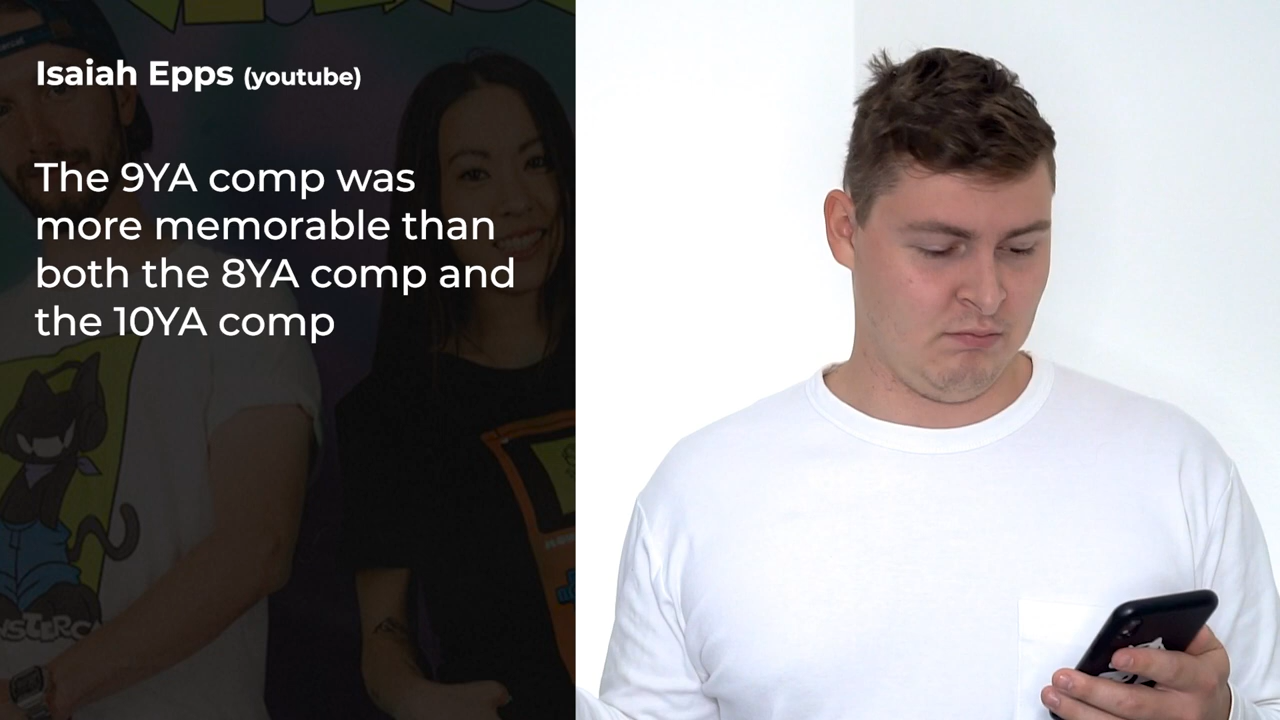 Isaiah Epps (youtube)
The 9YA comp was
more memorable than
both the 8YA comp and
the 10YA comp